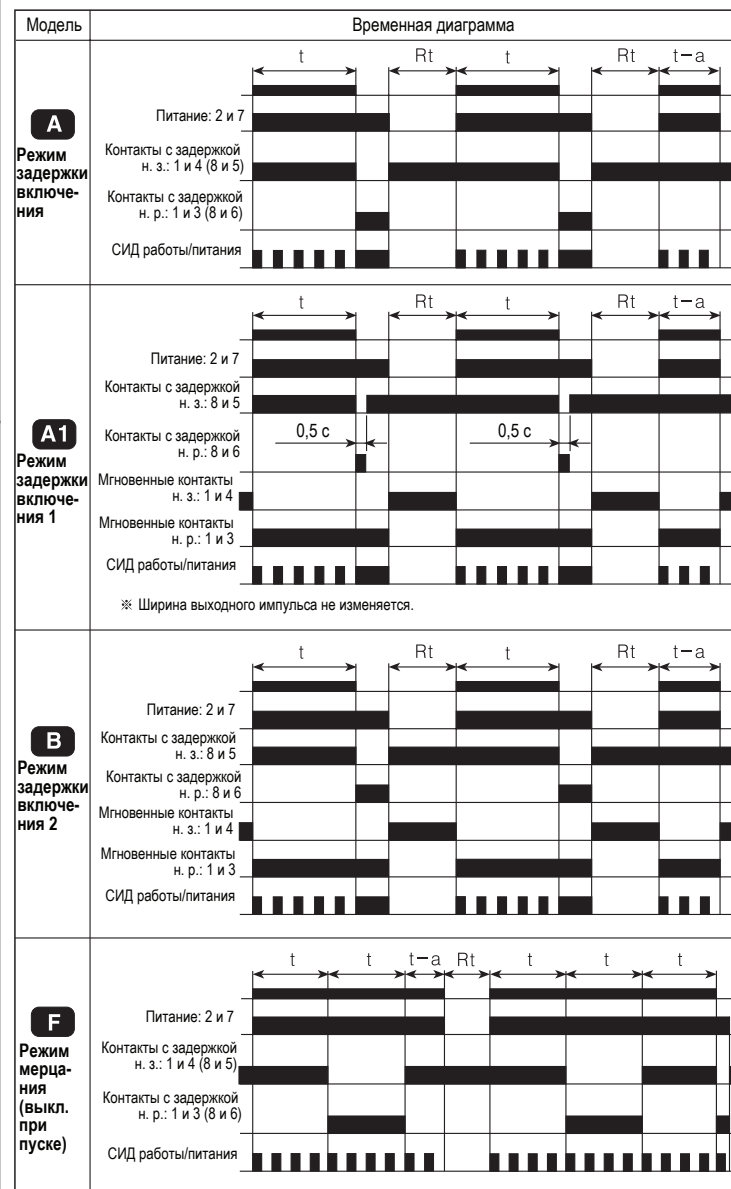 Модель
Временная диаграмма
t Rt t Rt t−a
A
Режим
задержки
включе-
ния
Питание: 2 и 7
Контакты с задержкой
н. з.: 1 и 4 (8 и 5)
Контакты с задержкой
н. р.: 1 и 3 (8 и 6)
СИД работы/питания
t Rt t Rt t−a
A1
Режим
задержки
включе-
ния 1
Питание: 2 и 7
Контакты с задержкой
н. з.: 8 и 5
Контакты с задержкой
н. р.: 8 и 6
0,5 с 0,5 с
Мгновенные контакты
н. з.: 1 и 4
Мгновенные контакты
н. р.: 1 и 3
СИД работы/питания
※ Ширина выходного импульса не изменяется.
t Rt t Rt t−a
B
Режим
задержки
включе-
ния 2
Питание: 2 и 7
Контакты с задержкой
н. з.: 8 и 5
Контакты с задержкой
н. р.: 8 и 6
Мгновенные контакты
н. з.: 1 и 4
Мгновенные контакты
н. р.: 1 и 3
СИД работы/питания
t t t−a Rt t t t
F
Режим
мерца-
ния
(выкл.
при
пуске)
Питание: 2 и 7
Контакты с задержкой
н. з.: 1 и 4 (8 и 5)
Контакты с задержкой
н. р.: 1 и 3 (8 и 6)
СИД работы/питания